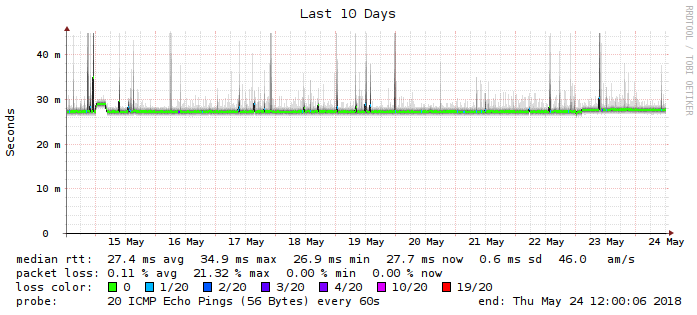 Last 10 Days
RRDTOOL / TOBI OETIKER
Seconds
40 m
30 m
20 m
10 m
0
15 May 16 May 17 May 18 May 19 May 20 May 21 May 22 May 23 May 24 May
median rtt: 27.4 ms avg 34.9 ms max 26.9 ms min 27.7 ms now 0.6 ms sd 46.0 am/s
packet loss: 0.11 % avg 21.32 % max 0.00 % min 0.00 % now
loss color: 0 1/20 2/20 3/20 4/20 10/20 19/20
probe: 20 ICMP Echo Pings (56 Bytes) every 60s end: Thu May 24 12:00:06 2018